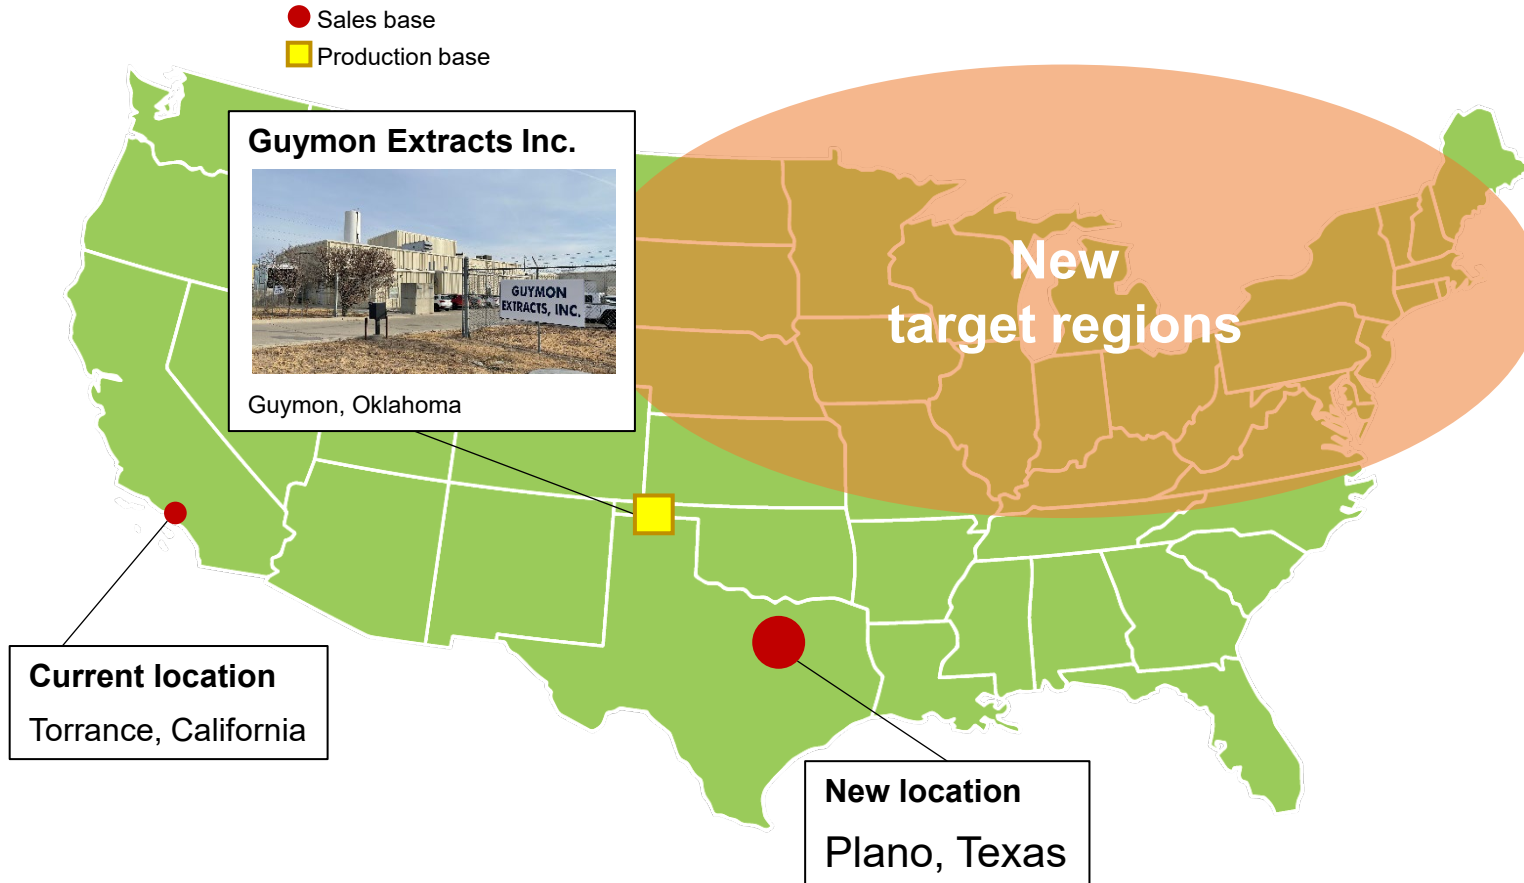 Sales base
Production base
Guymon Extracts Inc.
GUYMON
EXTRACTS, INC.
Guymon, Oklahoma
New
target regions
Current location
Torrance, California
New location
Plano, Texas